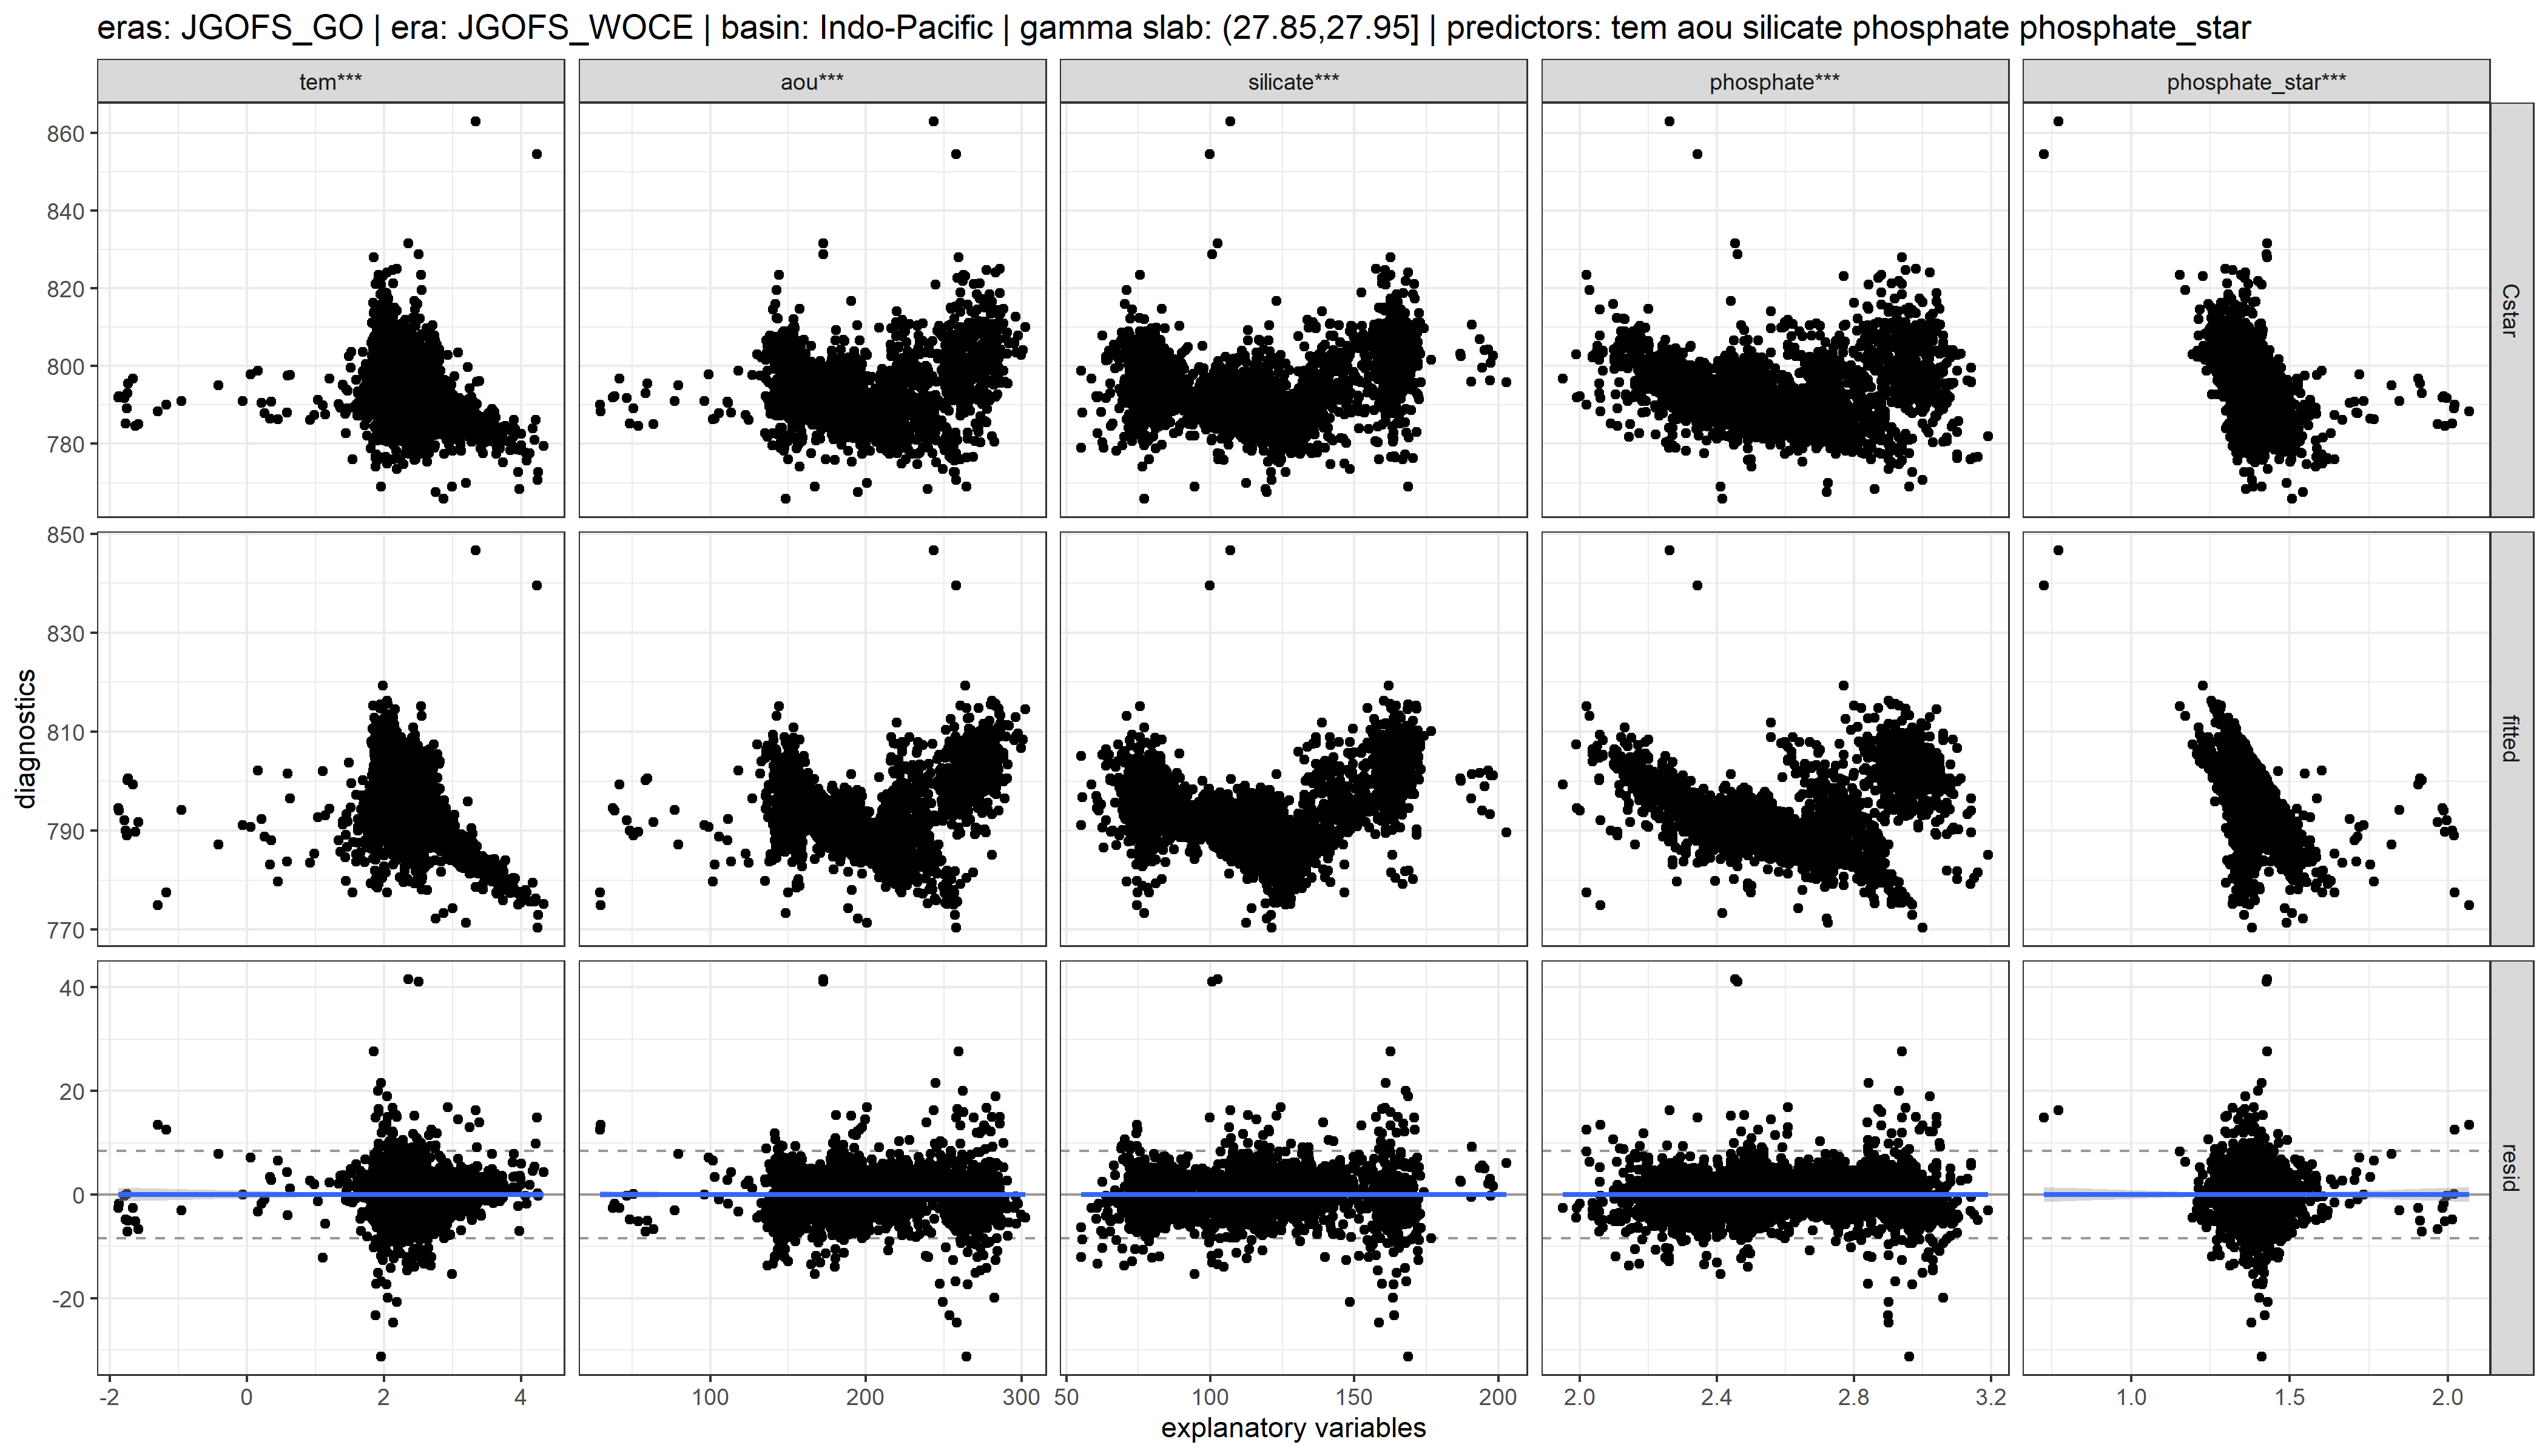 eras: JGOFS_GO | era: JGOFS_WOCE | basin: Indo-Pacific | gamma slab: (27.85,27.95] | predictors: tem aou silicate phosphate phosphate_star
tem*** aou*** silicate*** phosphate*** phosphate_star***
860
840
820
800
780
Cstar
850
830
810
790
770
fitted
diagnostics
40
20
0
-20
resid
-2 0 2 4 100 200 300 50 100 150 200 2.0 2.4 2.8 3.2 1.0 1.5 2.0
explanatory variables